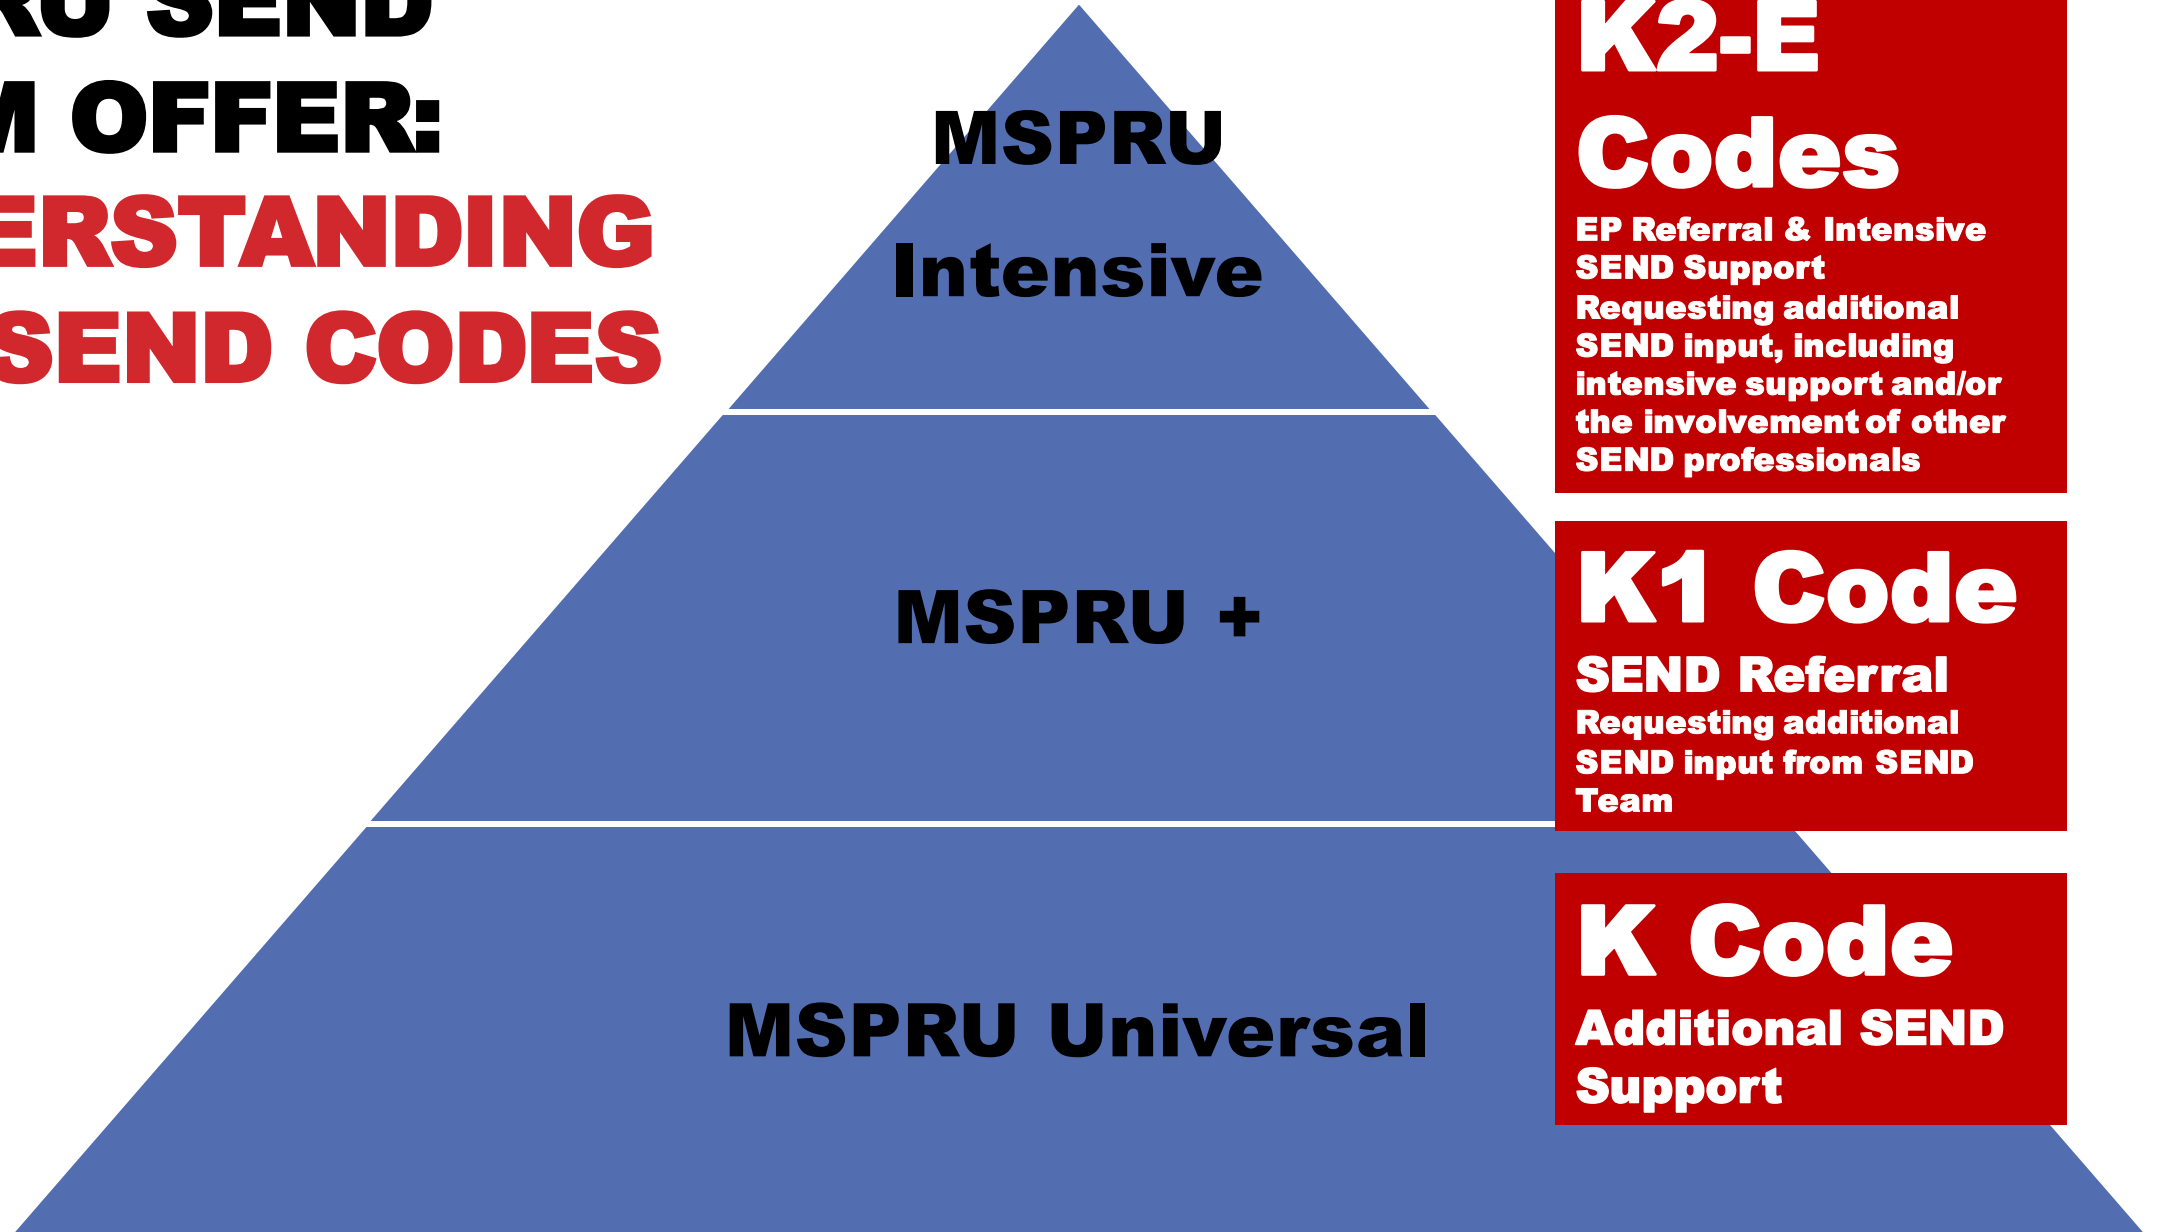 RU SEND
M OFFER:
ERSTANDING
SEND CODES
MSPRU
Intensive
MSPRU +
MSPRU Universal
K2-E
Codes
EP Referral & Intensive
SEND Support
Requesting additional
SEND input, including
intensive support and/or
the involvement of other
SEND professionals
K1 Code
SEND Referral
Requesting additional
SEND input from SEND
Team
K Code
Additional SEND
Support